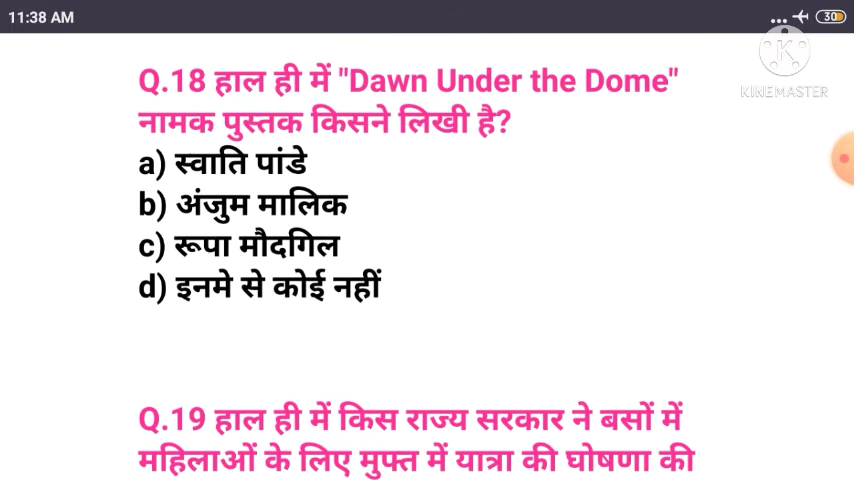 11:38 AM
30
K
KINEMASTER
Q.18 हाल ही में "Dawn Under the Dome"
नामक पुस्तक किसने लिखी है?
a) स्वाति पांडे
b) अंजुम मालिक
c) रूपा मौदगिल
d) इनमे से कोई नहीं
Q.19 हाल ही में किस राज्य सरकार ने बसों में
महिलाओं के लिए मुफ्त में यात्रा की घोषणा की